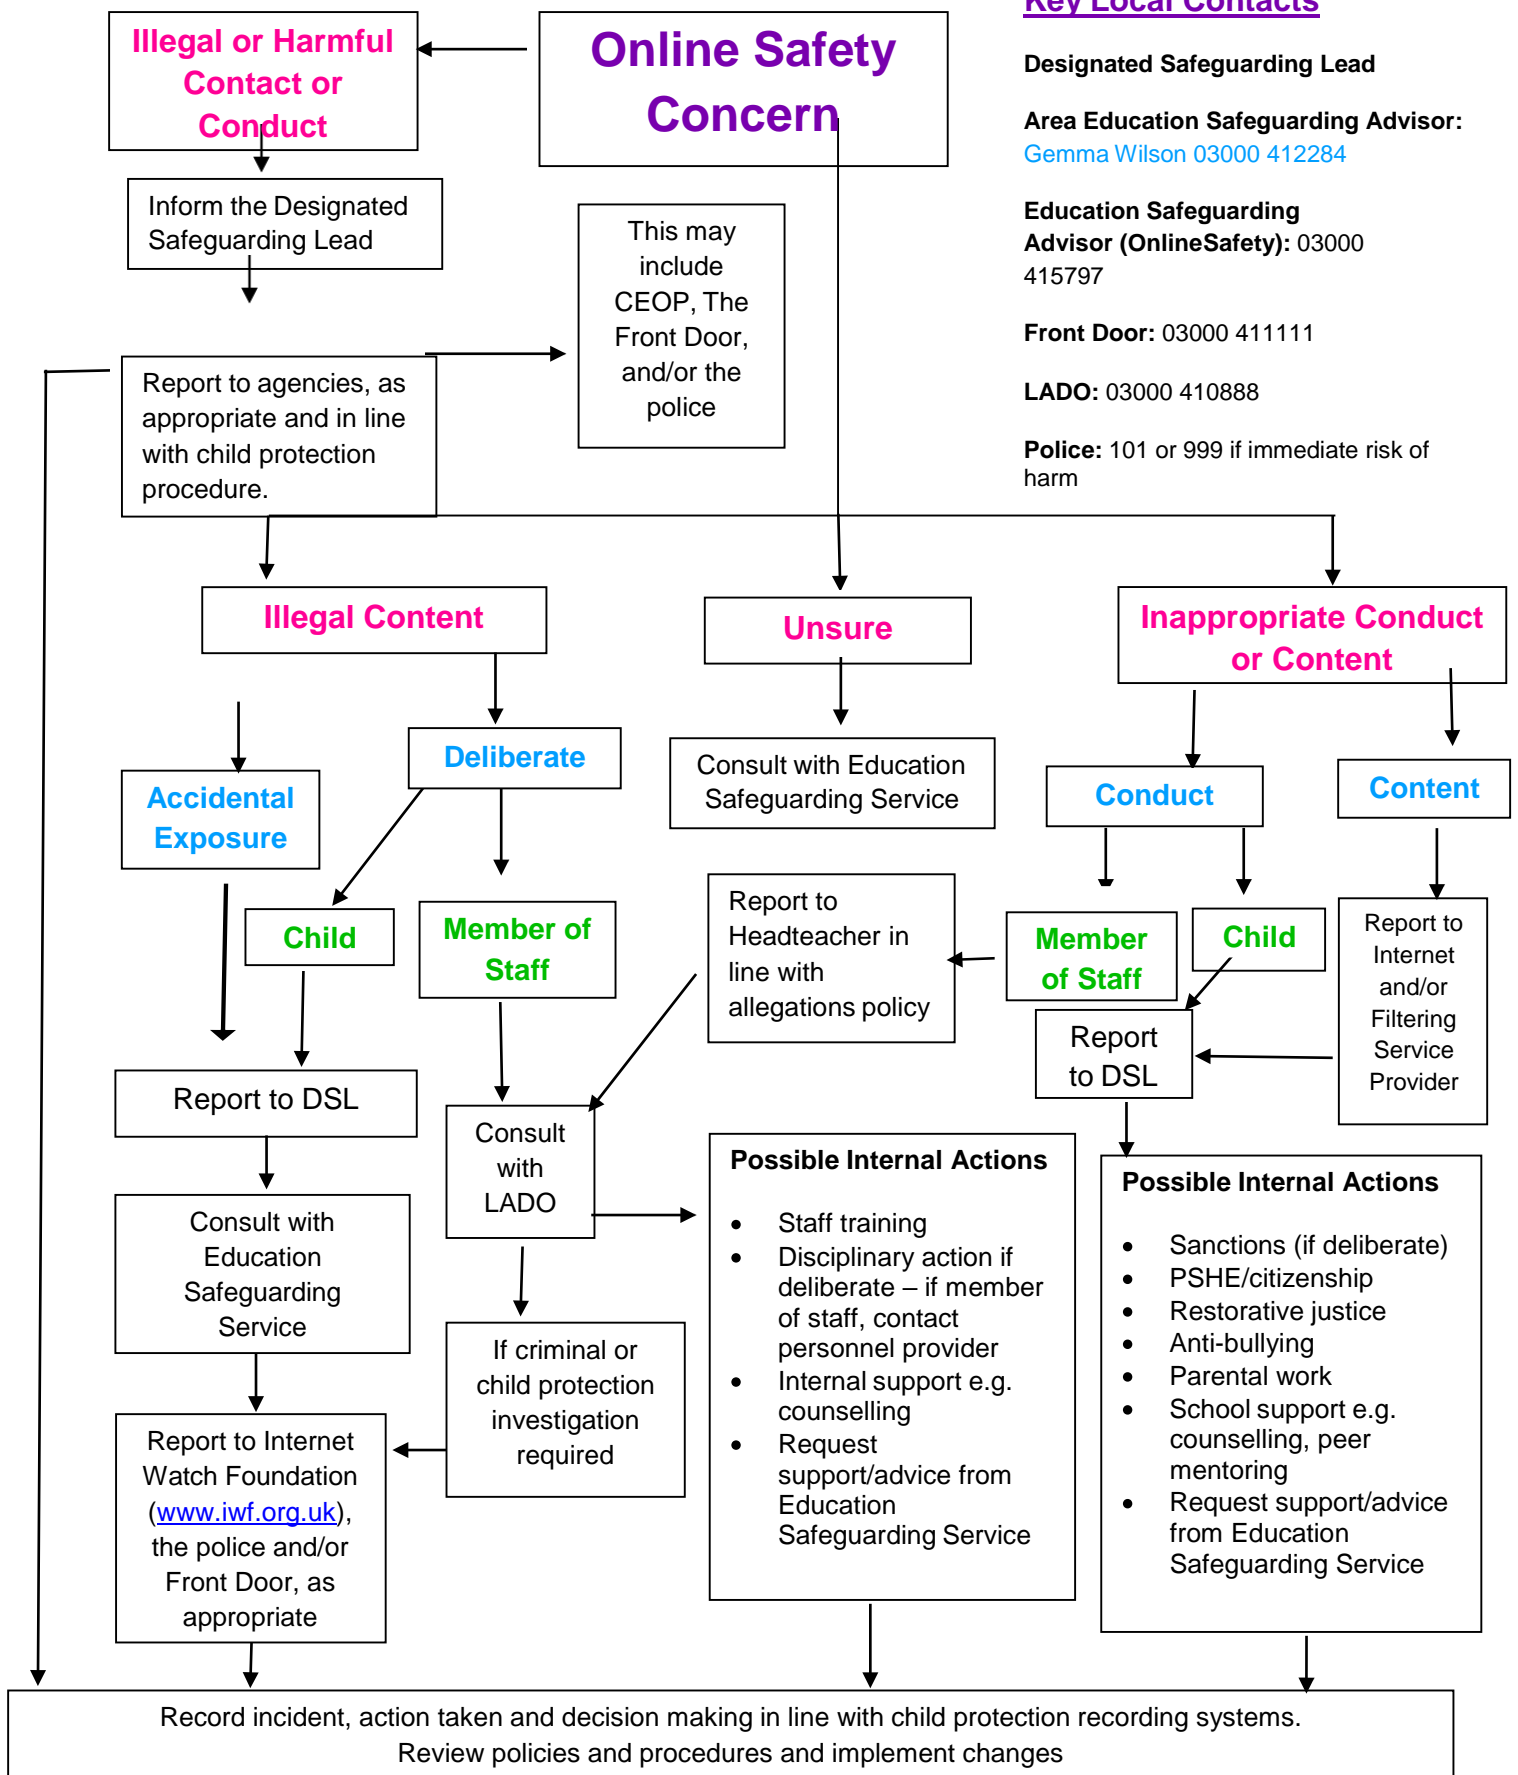 Key Local Contacts
Illegal or Harmful
Contact or
Conduct
Online Safety
Concern
Designated Safeguarding Lead
Area Education Safeguarding Advisor:
Gemma Wilson 03000 412284
Education Safeguarding
Advisor (OnlineSafety): 03000
415797
Front Door: 03000 411111
LADO: 03000 410888
Police: 101 or 999 if immediate risk of
harm
Inform the Designated
Safeguarding Lead
This may
include
CEOP, The
Front Door,
and/or the
police
Report to agencies, as
appropriate and in line
with child protection
procedure.
Illegal Content
Unsure
Inappropriate Conduct
or Content
Accidental
Exposure
Deliberate
Consult with Education
Safeguarding Service
Conduct
Content
Child
Member of
Staff
Report to
Headteacher in
line with
allegations policy
Member
of Staff
Child
Report to
Internet
and/or
Filtering
Service
Provider
Report to DSL
Consult
with
LADO
Report
to DSL
Consult with
Education
Safeguarding
Service
If criminal or
child protection
investigation
required
Possible Internal Actions
• Staff training
• Disciplinary action if
deliberate – if member
of staff, contact
personnel provider
• Internal support e.g.
counselling
• Request
support/advice from
Education
Safeguarding Service
Possible Internal Actions
• Sanctions (if deliberate)
• PSHE/citizenship
• Restorative justice
• Anti-bullying
• Parental work
• School support e.g.
counselling, peer
mentoring
• Request support/advice
from Education
Safeguarding Service
Report to Internet
Watch Foundation
(www.iwf.org.uk),
the police and/or
Front Door, as
appropriate
Record incident, action taken and decision making in line with child protection recording systems.
Review policies and procedures and implement changes